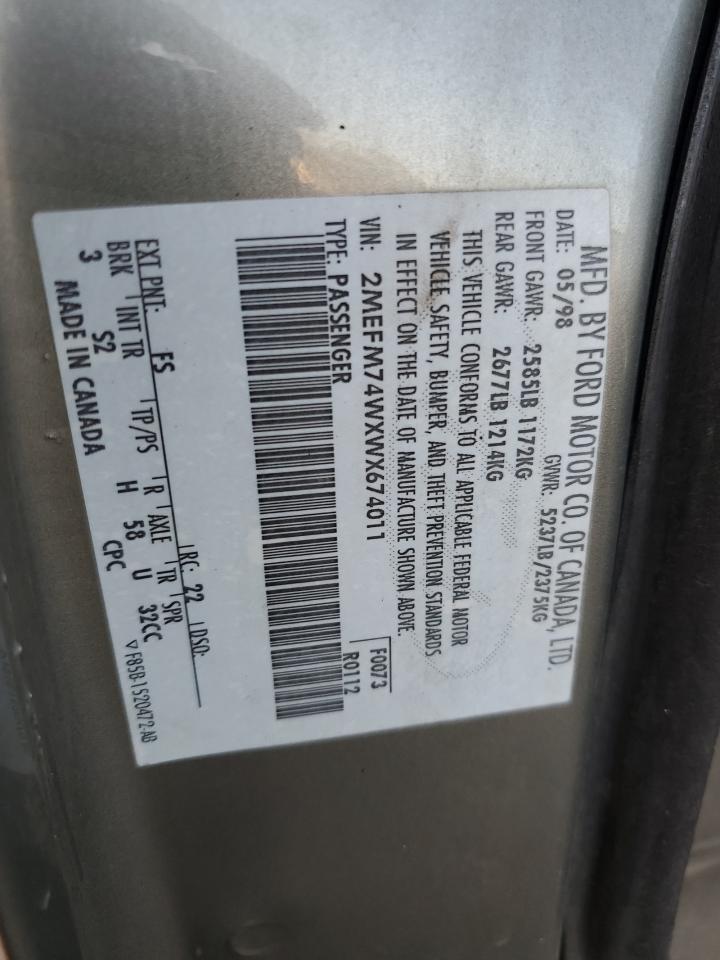 MFD. BY FORD MOTOR CO. OF CANADA, LTD.
DATE: 05/98 GVWR: 5237LB/2375KG
FRONT GAWR: 2585LB 1172KG
REAR GAWR: 2677LB 1214KG
THIS VEHICLE CONFORMS TO ALL APPLICABLE FEDERAL MOTOR
VEHICLE SAFETY, BUMPER, AND THEFT PREVENTION STANDARDS
IN EFFECT ON THE DATE OF MANUFACTURE SHOWN ABOVE.
VIN: 2MEFM74WXWX674011 F0073
TYPE: PASSENGER R0112
EXT PNT: FS RC: 22 DSO:
BRK INT TR TP/PS R AXLE TR SPR
3 S2 H 58 U 32CC
MADE IN CANADA CPC ▽F85B-1520472-AB